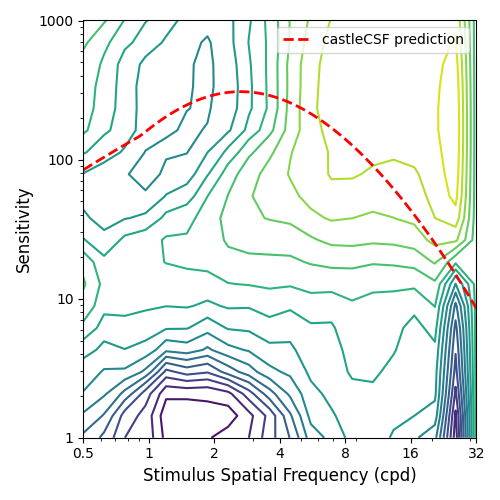 1000
castleCSF prediction
100
Sensitivity
10
1
0.5 1 2 4 8 16 32
Stimulus Spatial Frequency (cpd)